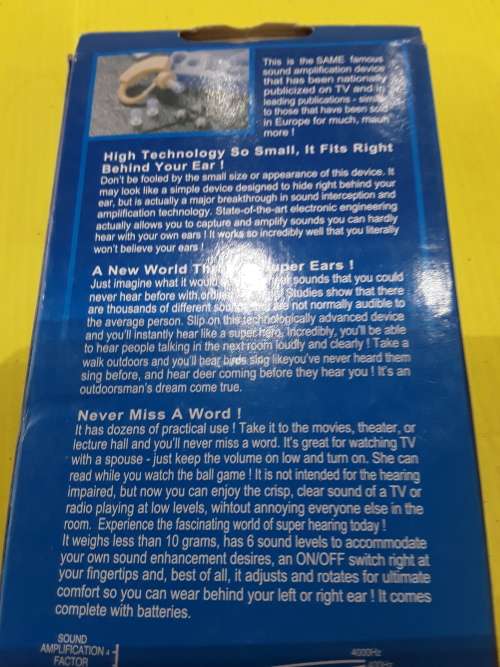 This is the SAME famous
sound amplification device
that has been nationally
publicized on TV and in
leading publications - similar
to those that have been sold
in Europe for much, mauh
more !
High Technology So Small, It Fits Right
Behind Your Ear !
Don't be fooled by the small size or appearance of this device. It
may look like a simple device designed to hide right behind your
ear, but is actually a major breakthrough in sound interception and
amplification technology. State-of-the-art electronic engineering
actually allows you to capture and amplify sounds you can hardly
hear with your own ears ! It works so incredibly well that you literally
won't believe your ears !
A New World Super Ears !
Just imagine what it would sounds that you could
never hear before with Studies show that there
are thousands of different sounds not normally audible to
the average person. Slip on this technologically advanced device
and you'll instantly hear like a super hero. Incredibly, you'll be able
to hear people talking in the next room loudly and clearly ! Take a
walk outdoors and you'll hear birds sing likeyou've never heard them
sing before, and hear deer coming before they hear you ! It's an
outdoorsman's dream come true.
Never Miss A Word !
It has dozens of practical use ! Take it to the movies, theater, or
lecture hall and you'll never miss a word. It's great for watching TV
with a spouse - just keep the volume on low and turn on. She can
read while you watch the ball game ! It is not intended for the hearing
impaired, but now you can enjoy the crisp, clear sound of a TV or
radio playing at low levels, wihtout annoying everyone else in the
room. Experience the fascinating world of super hearing today !
It weighs less than 10 grams, has 6 sound levels to accommodate
your own sound enhancement desires, an ON/OFF switch right at
your fingertips and, best of all, it adjusts and rotates for ultimate
comfort so you can wear behind your left or right ear ! It comes
complete with batteries.
SOUND
AMPLIFICATION 4
FACTOR
4000Hz